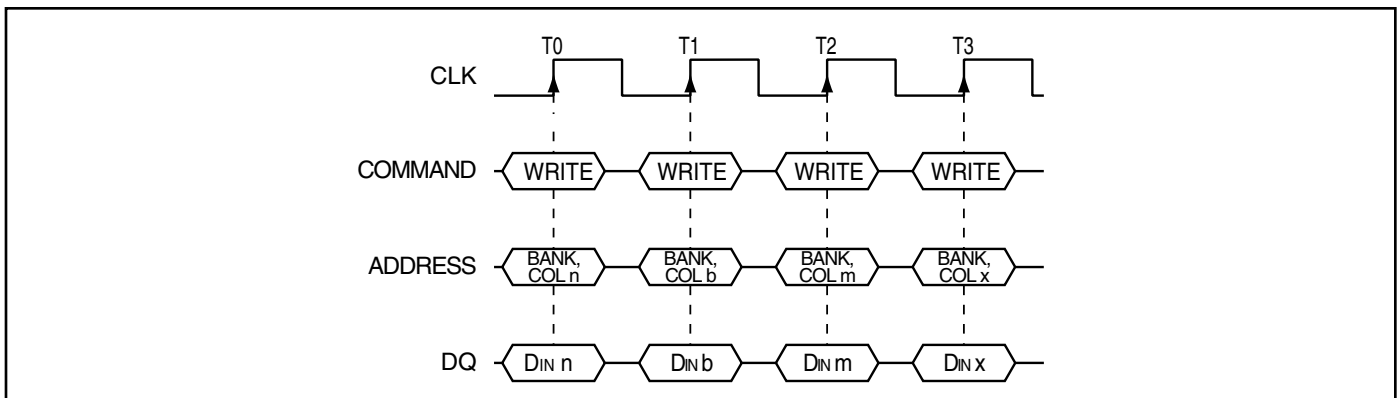 T0 T1 T2 T3
CLK
COMMAND WRITE WRITE WRITE WRITE
ADDRESS BANK, BANK, BANK, BANK,
COL n COL b COL m COL x
DQ DIN n DIN b DIN m DIN x